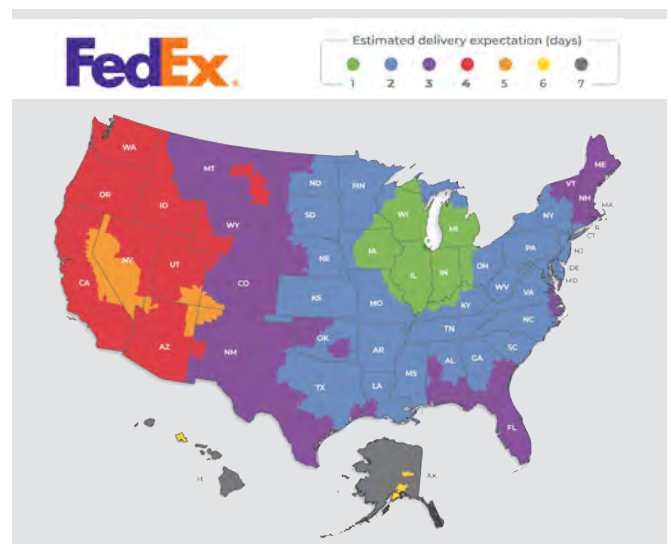 FedEx®
Estimated delivery expectation (days)
1 2 3 4 5 6 7
WA
MT
ND
MN
ME
VT
NH
OR
ID
WI
MI
MA
WY
SD
NY
RI
CT
IA
NV
UT
NE
IL
IN
OH
PA
NJ
DE
MD
CA
CO
KS
MO
WV
VA
KY
NC
TN
AZ
NM
OK
AR
SC
AL
GA
MS
TX
LA
FL
HI
AK